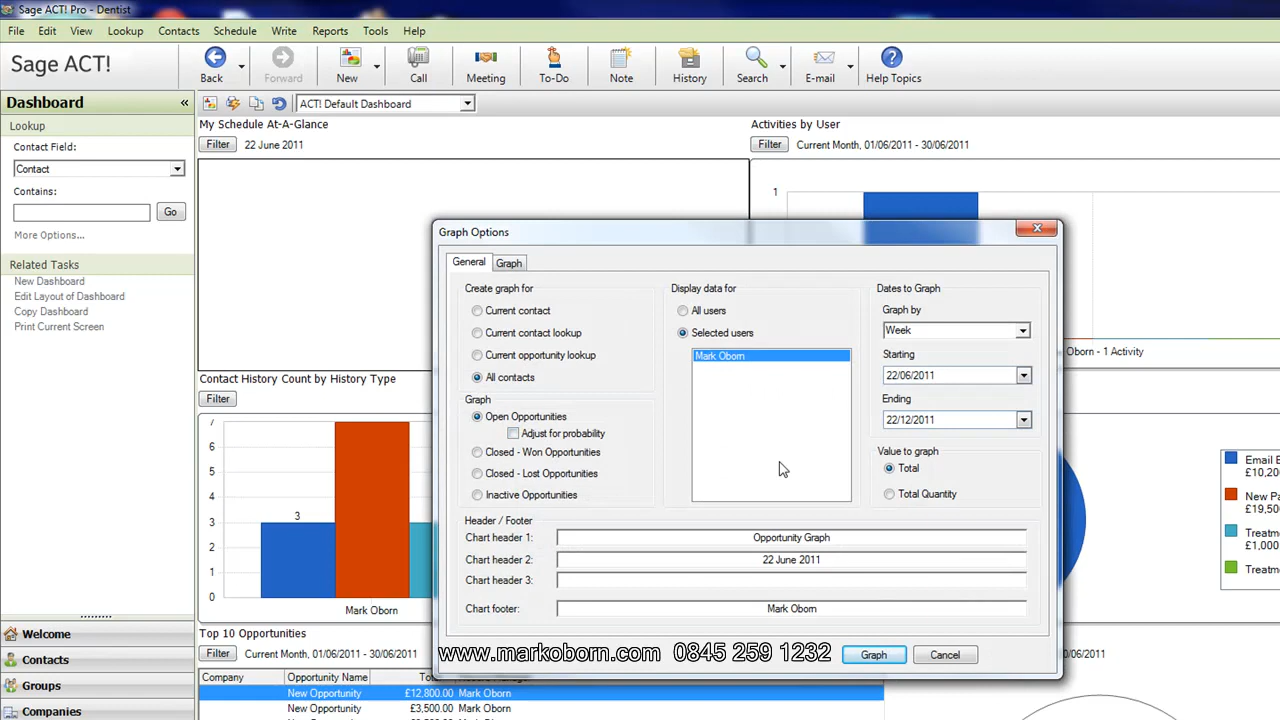 Sage ACT! Pro - Dentist
File Edit View Lookup Contacts Schedule Write Reports Tools Help
Sage ACT!
Back Forward New Call Meeting To-Do Note History Search E-mail Help Topics
Dashboard «
ACT! Default Dashboard
Lookup
Contact Field:
Contact
Contains:
Go
More Options...
Related Tasks
New Dashboard
Edit Layout of Dashboard
Copy Dashboard
Print Current Screen
Welcome
Contacts
Groups
Companies
My Schedule At-A-Glance
Filter 22 June 2011
Activities by User
Filter Current Month, 01/06/2011 - 30/06/2011
1
Oborn - 1 Activity
Contact History Count by History Type
Filter
7
6
5
4
3
2
1
0
3
Mark Oborn
Email E
£10,20
New Pa
£19,50
Treatm
£1,000
Treatm
Top 10 Opportunities
Filter Current Month, 01/06/2011 - 30/06/2011
/06/2011
Company Opportunity Name To
New Opportunity £12,800.00 Mark Oborn
New Opportunity £3,500.00 Mark Oborn
Graph Options
General Graph
Create graph for
Current contact
Current contact lookup
Current opportunity lookup
All contacts
Graph
Open Opportunities
Adjust for probability
Closed - Won Opportunities
Closed - Lost Opportunities
Inactive Opportunities
Display data for
All users
Selected users
Mark Oborn
Dates to Graph
Graph by
Week
Starting
22/06/2011
Ending
22/12/2011
Value to graph
Total
Total Quantity
Header / Footer
Chart header 1: Opportunity Graph
Chart header 2: 22 June 2011
Chart header 3:
Chart footer: Mark Oborn
www.markoborn.com 0845 259 1232
Graph Cancel